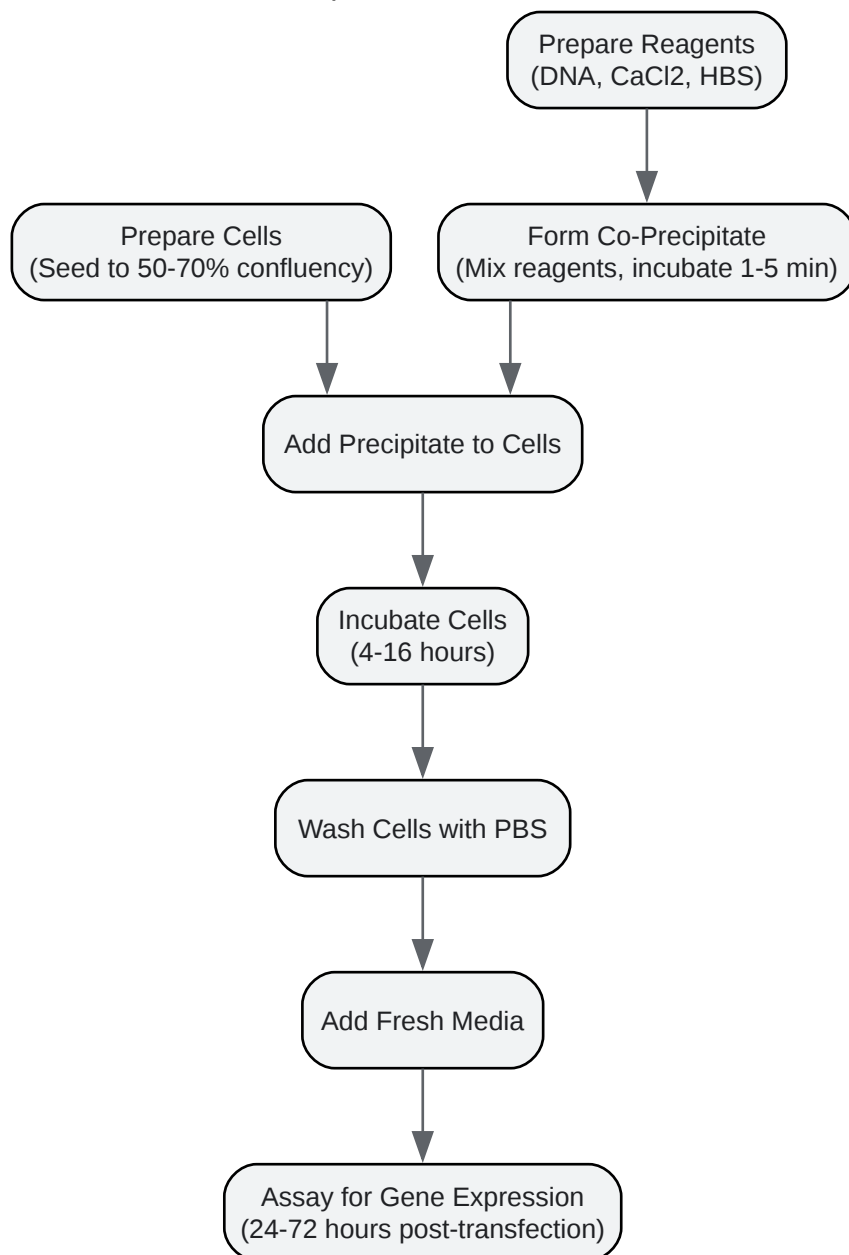 Prepare Reagents
(DNA, CaCl2, HBS)
Prepare Cells
(Seed to 50-70% confluency)
Form Co-Precipitate
(Mix reagents, incubate 1-5 min)
Add Precipitate to Cells
Incubate Cells
(4-16 hours)
Wash Cells with PBS
Add Fresh Media
Assay for Gene Expression
(24-72 hours post-transfection)